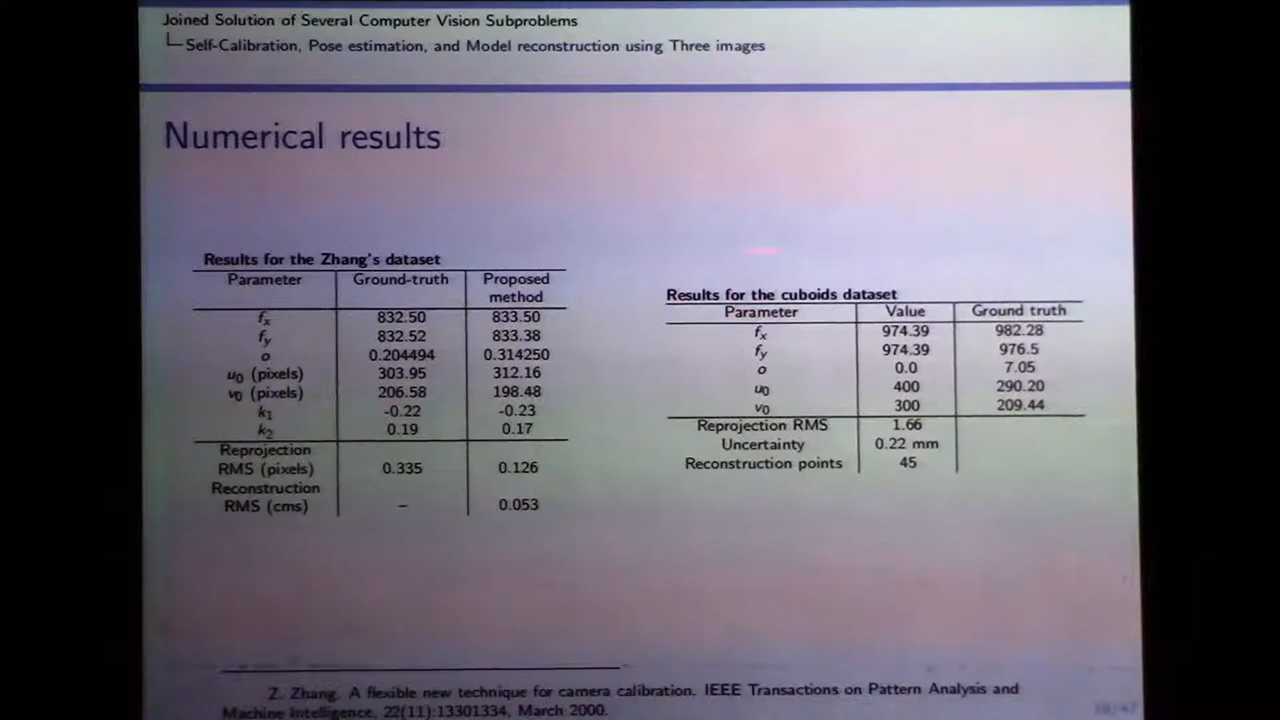 Joined Solution of Several Computer Vision Subproblems
Self-Calibration, Pose estimation, and Model reconstruction using Three images
Numerical results
Results for the Zhang's dataset
Parameter Ground-truth Proposed method
fx 832.50 833.50
fy 832.52 833.38
o 0.204494 0.314250
u0 (pixels) 303.95 312.16
v0 (pixels) 206.58 198.48
k1 -0.22 -0.23
k2 0.19 0.17
Reprojection
RMS (pixels) 0.335 0.126
Reconstruction
RMS (cms) – 0.053
Results for the cuboids dataset
Parameter Value Ground truth
fx 974.39 982.28
fy 974.39 976.5
o 0.0 7.05
u0 400 290.20
v0 300 209.44
Reprojection RMS 1.66
Uncertainty 0.22 mm
Reconstruction points 45
Z. Zhang. A flexible new technique for camera calibration. IEEE Transactions on Pattern Analysis and
Machine Intelligence, 22(11):13301334, March 2000.